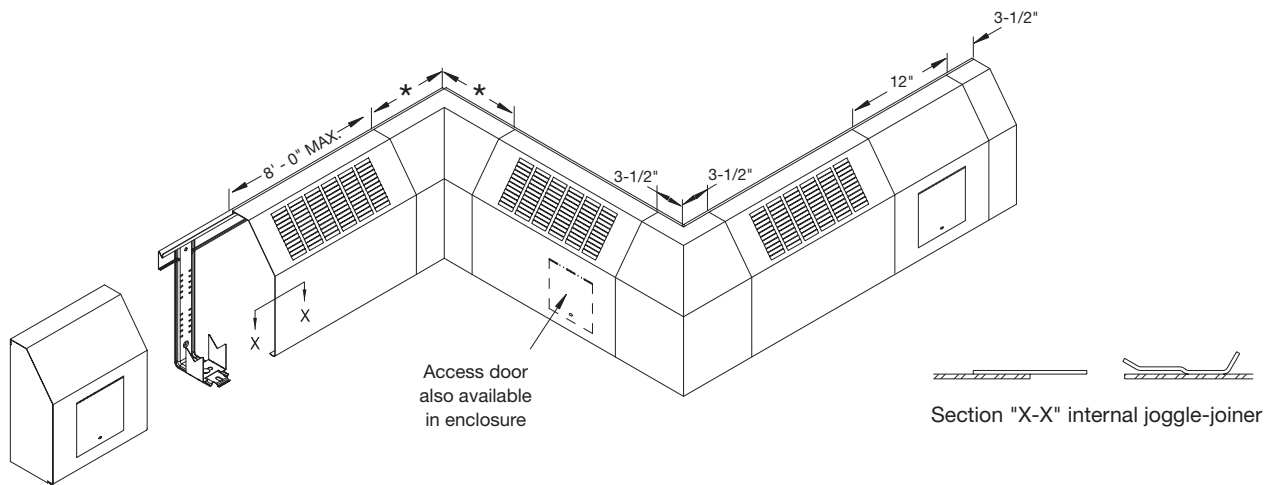 3-1/2"
12"
* *
8' - 0" MAX.
3-1/2" 3-1/2"
X X
Access door
also available
in enclosure
Section "X-X" internal joggle-joiner